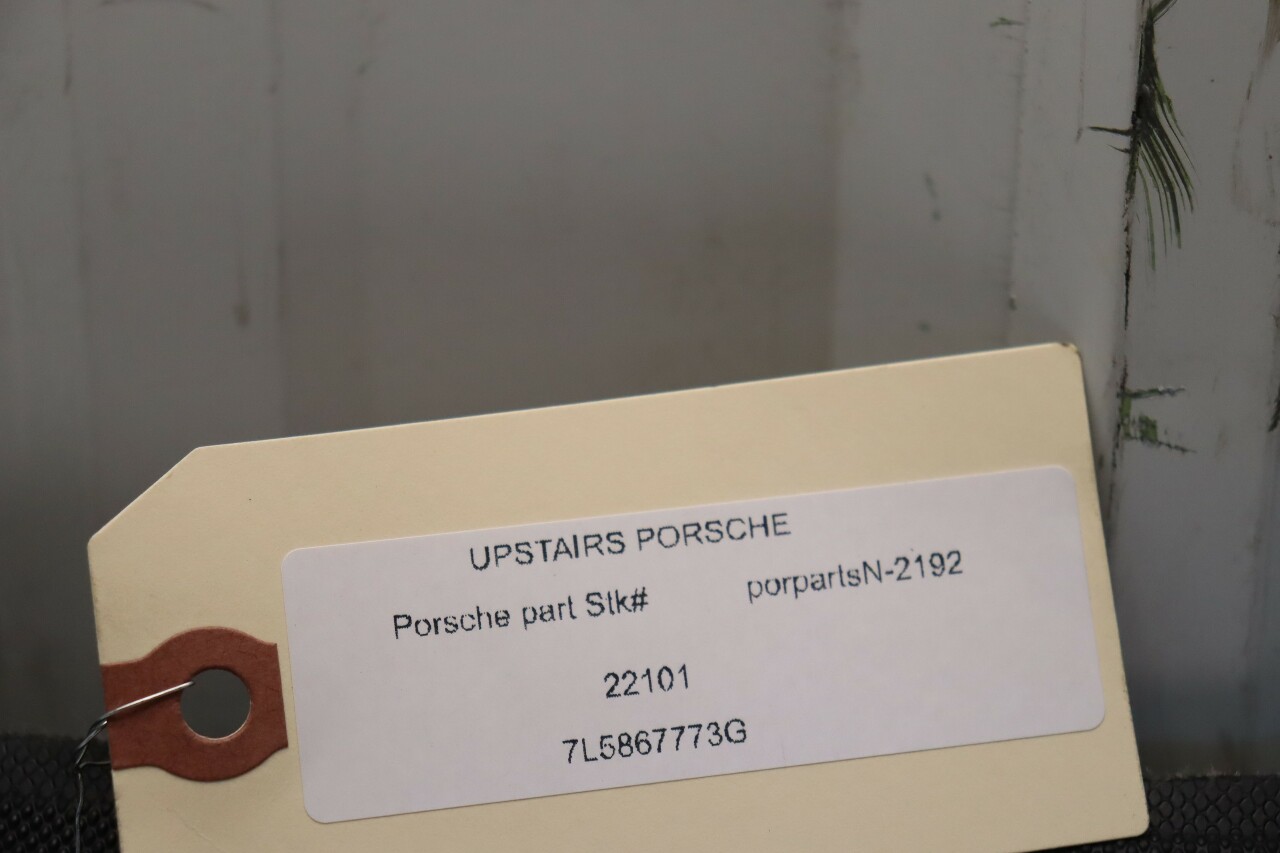 UPSTAIRS PORSCHE
Porsche part Stk# porpartsN-2192
22101
7L5867773G